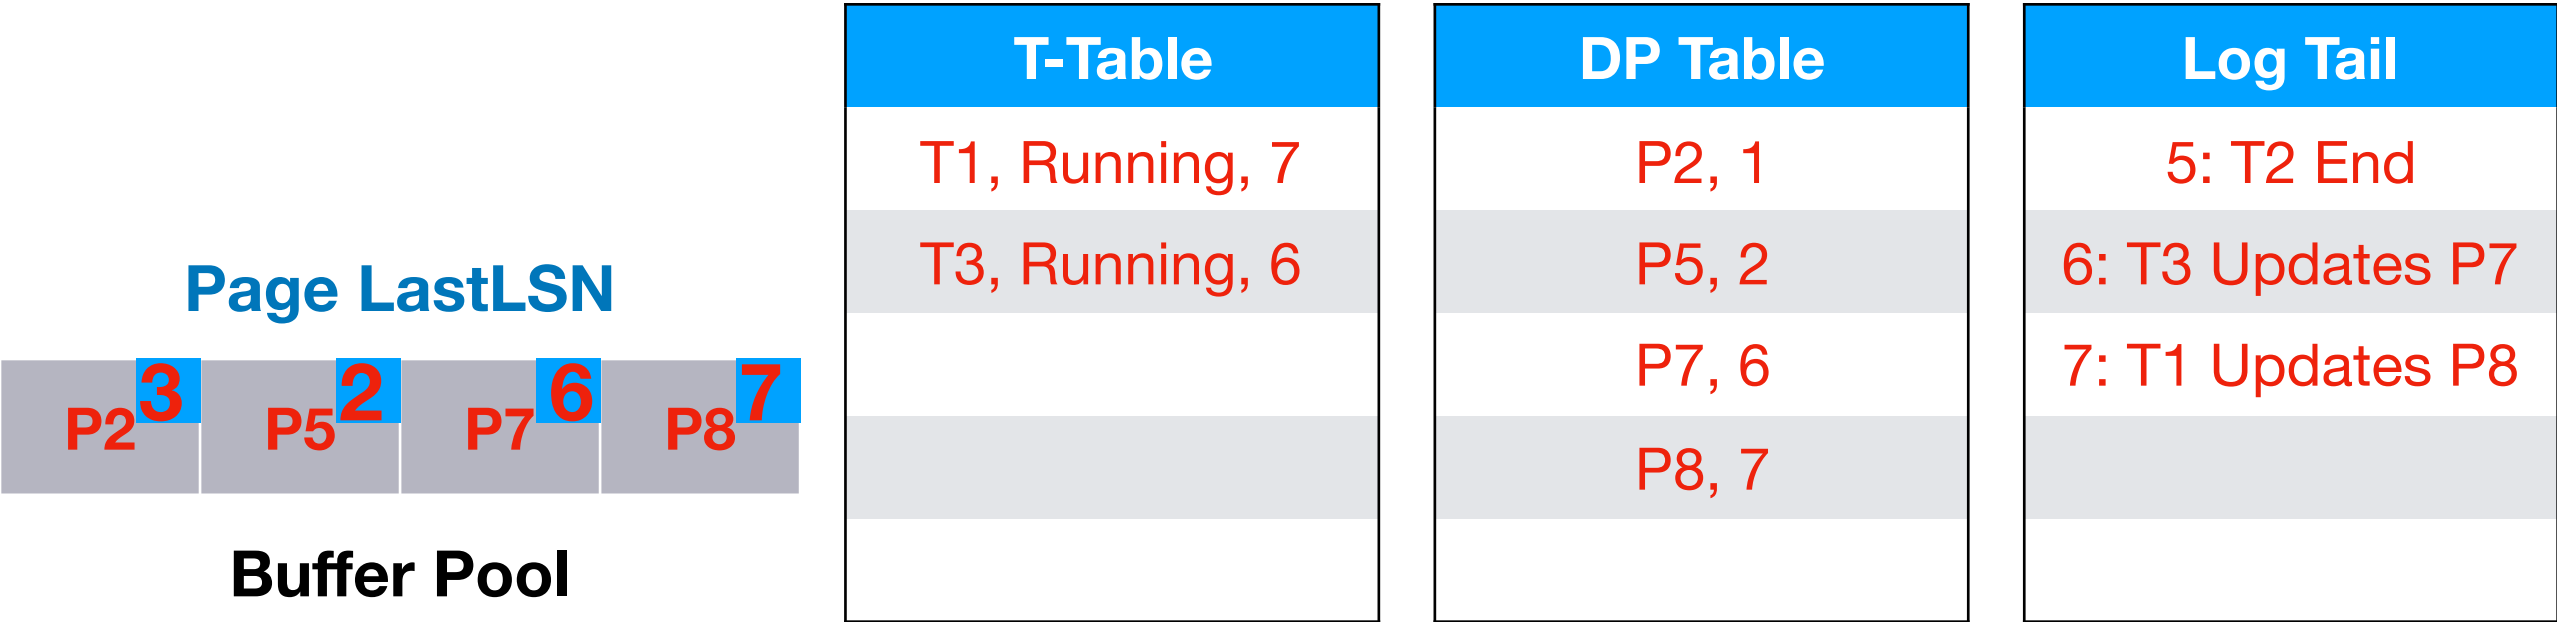 Page LastLSN
P2 3
P5 2
P7 6
P8 7
Buffer Pool
T-Table
T1, Running, 7
T3, Running, 6
DP Table
P2, 1
P5, 2
P7, 6
P8, 7
Log Tail
5: T2 End
6: T3 Updates P7
7: T1 Updates P8